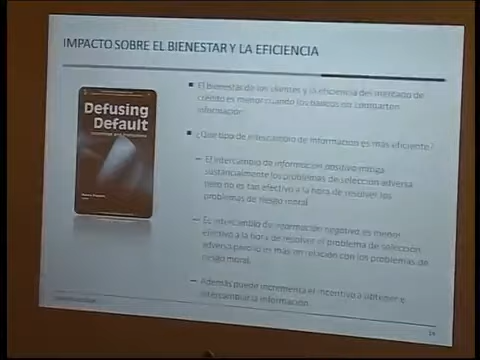 IMPACTO SOBRE EL BIENESTAR Y LA EFICIENCIA
Defusing
Default
■ El bienestar de los clientes y la eficiencia del mercado de
crédito es menor cuando los bancos no comparten
información
■ ¿Que tipo de intercambio de información es más eficiente?
– El intercambio de información positivo mitiga
sustancialmente los problemas de selección adversa
pero no es tan efectivo a la hora de resolver los
problemas de riesgo moral
– El intercambio de información negativo es menos
efectivo a la hora de resolver el problema de selección
adversa pero lo es más en relación con los problemas de
riesgo moral.
– Además puede incrementa el incentivo a obtener e
intercambiar la información